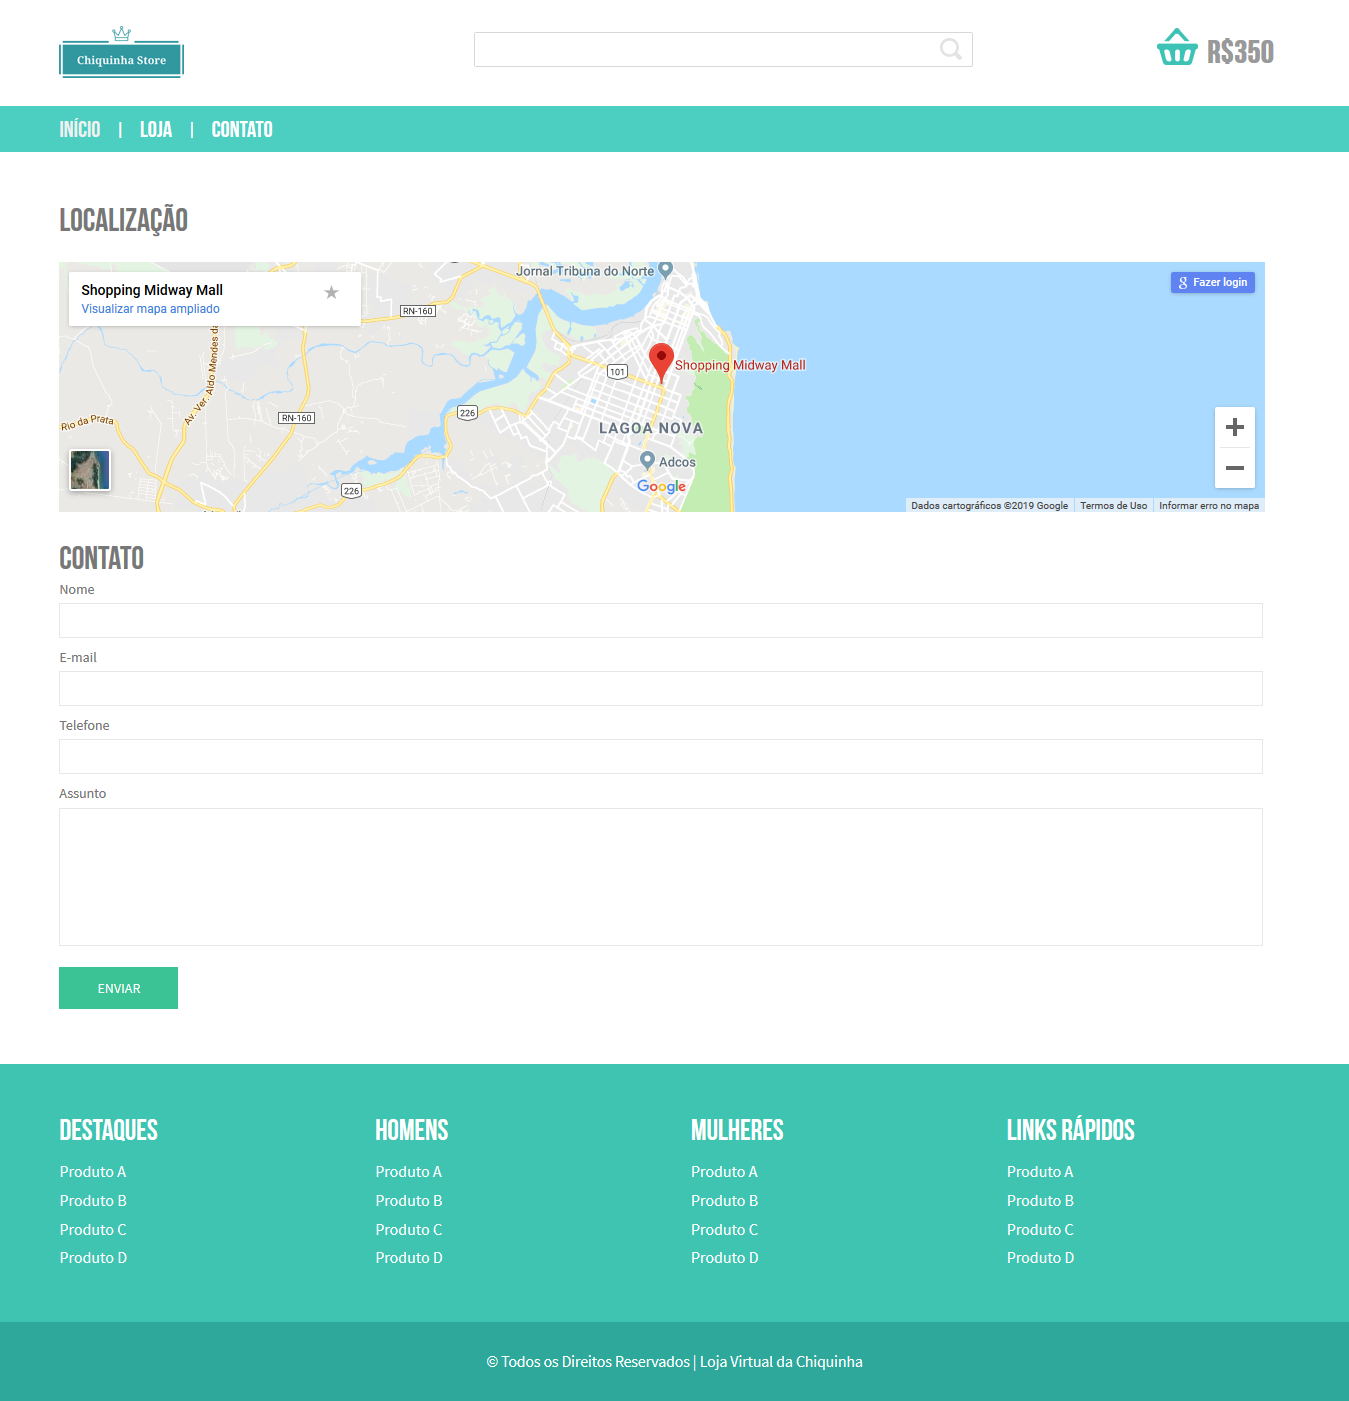 Chiquinha Store
R$350
INÍCIO | LOJA | CONTATO
LOCALIZAÇÃO
Shopping Midway Mall
Visualizar mapa ampliado
Jornal Tribuna do Norte
Fazer login
RN-160
Av. Ver. Aldo Mendes da
101
Shopping Midway Mall
Rio da Prata
RN-160
226
LAGOA NOVA
Adcos
226
Google
Dados cartográficos ©2019 Google
Termos de Uso
Informar erro no mapa
CONTATO
Nome
E-mail
Telefone
Assunto
ENVIAR
DESTAQUES
Produto A
Produto B
Produto C
Produto D
HOMENS
Produto A
Produto B
Produto C
Produto D
MULHERES
Produto A
Produto B
Produto C
Produto D
LINKS RÁPIDOS
Produto A
Produto B
Produto C
Produto D
© Todos os Direitos Reservados | Loja Virtual da Chiquinha